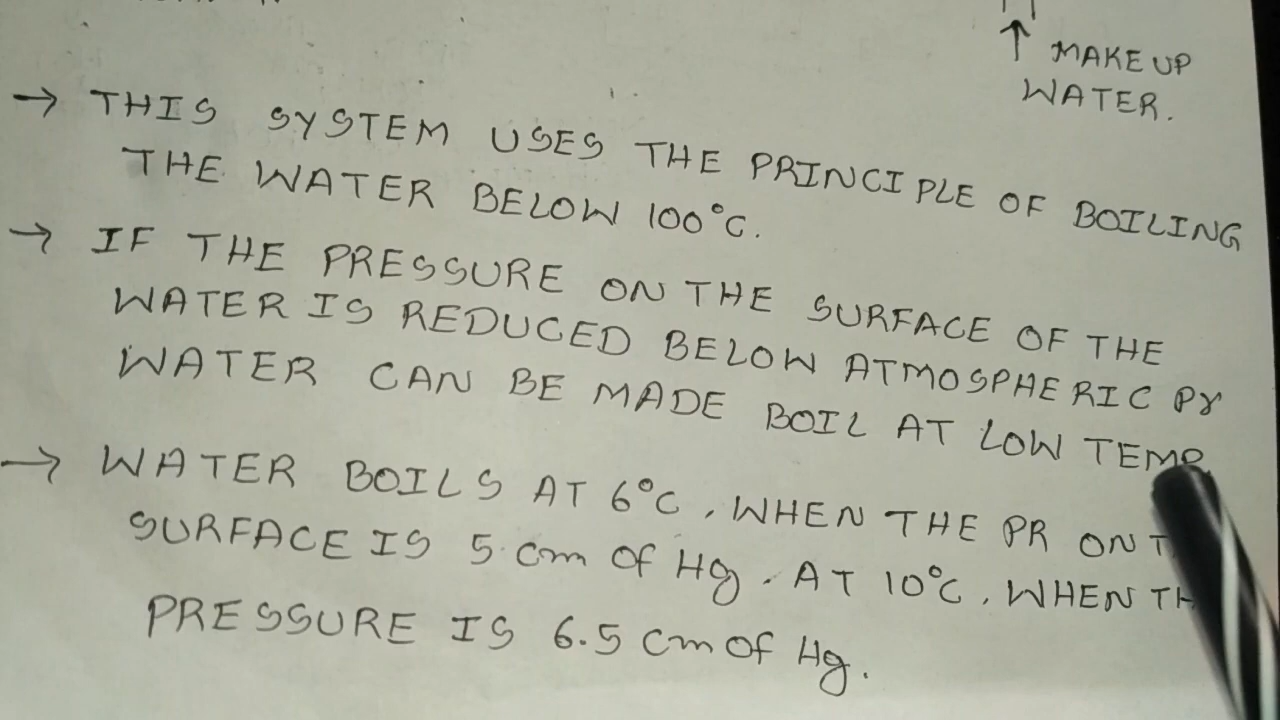 ↑ MAKE UP
WATER.
→ THIS SYSTEM USES THE PRINCIPLE OF BOILING
THE WATER BELOW 100°C.
→ IF THE PRESSURE ON THE SURFACE OF THE
WATER IS REDUCED BELOW ATMOSPHERIC Pr
WATER CAN BE MADE BOIL AT LOW TEMP
→ WATER BOILS AT 6°C, WHEN THE PR ON
SURFACE IS 5 cm of Hg. AT 10°C, WHEN
PRESSURE IS 6.5 cm of Hg.